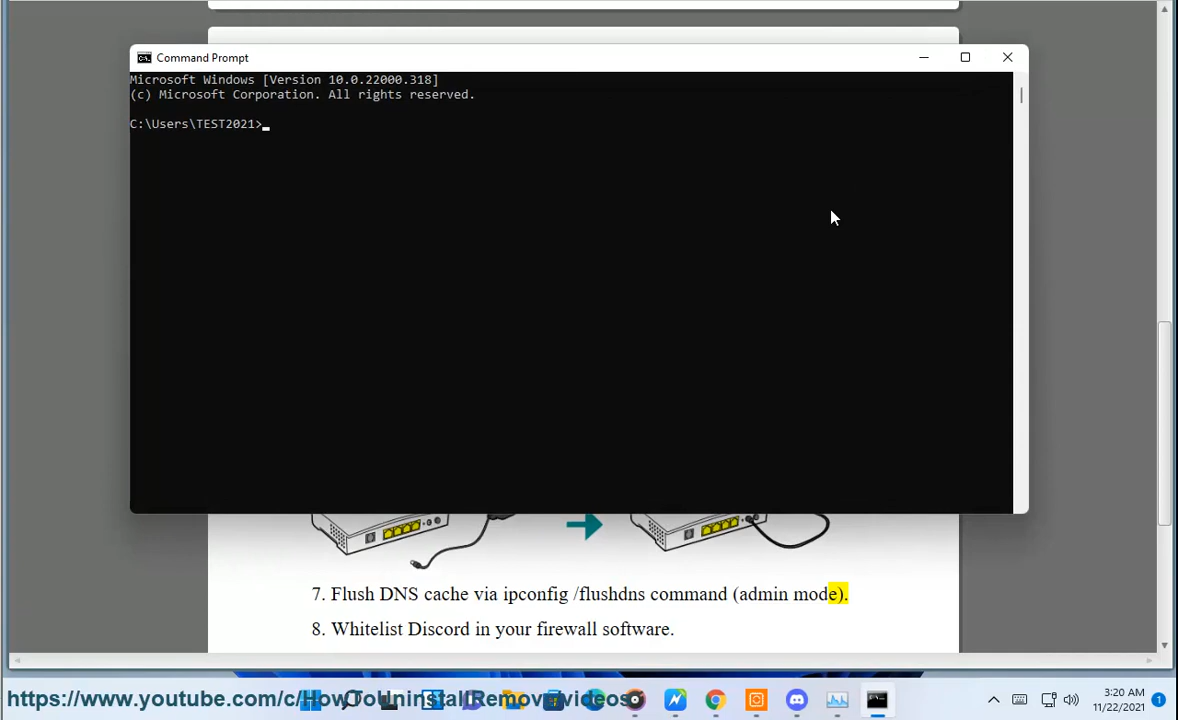 Command Prompt
Microsoft Windows [Version 10.0.22000.318]
(c) Microsoft Corporation. All rights reserved.
C:\Users\TEST2021>
7. Flush DNS cache via ipconfig /flushdns command (admin mode).
8. Whitelist Discord in your firewall software.
https://www.youtube.com/c/HowToUninstallRemovevideos
3:20 AM
11/22/2021
1